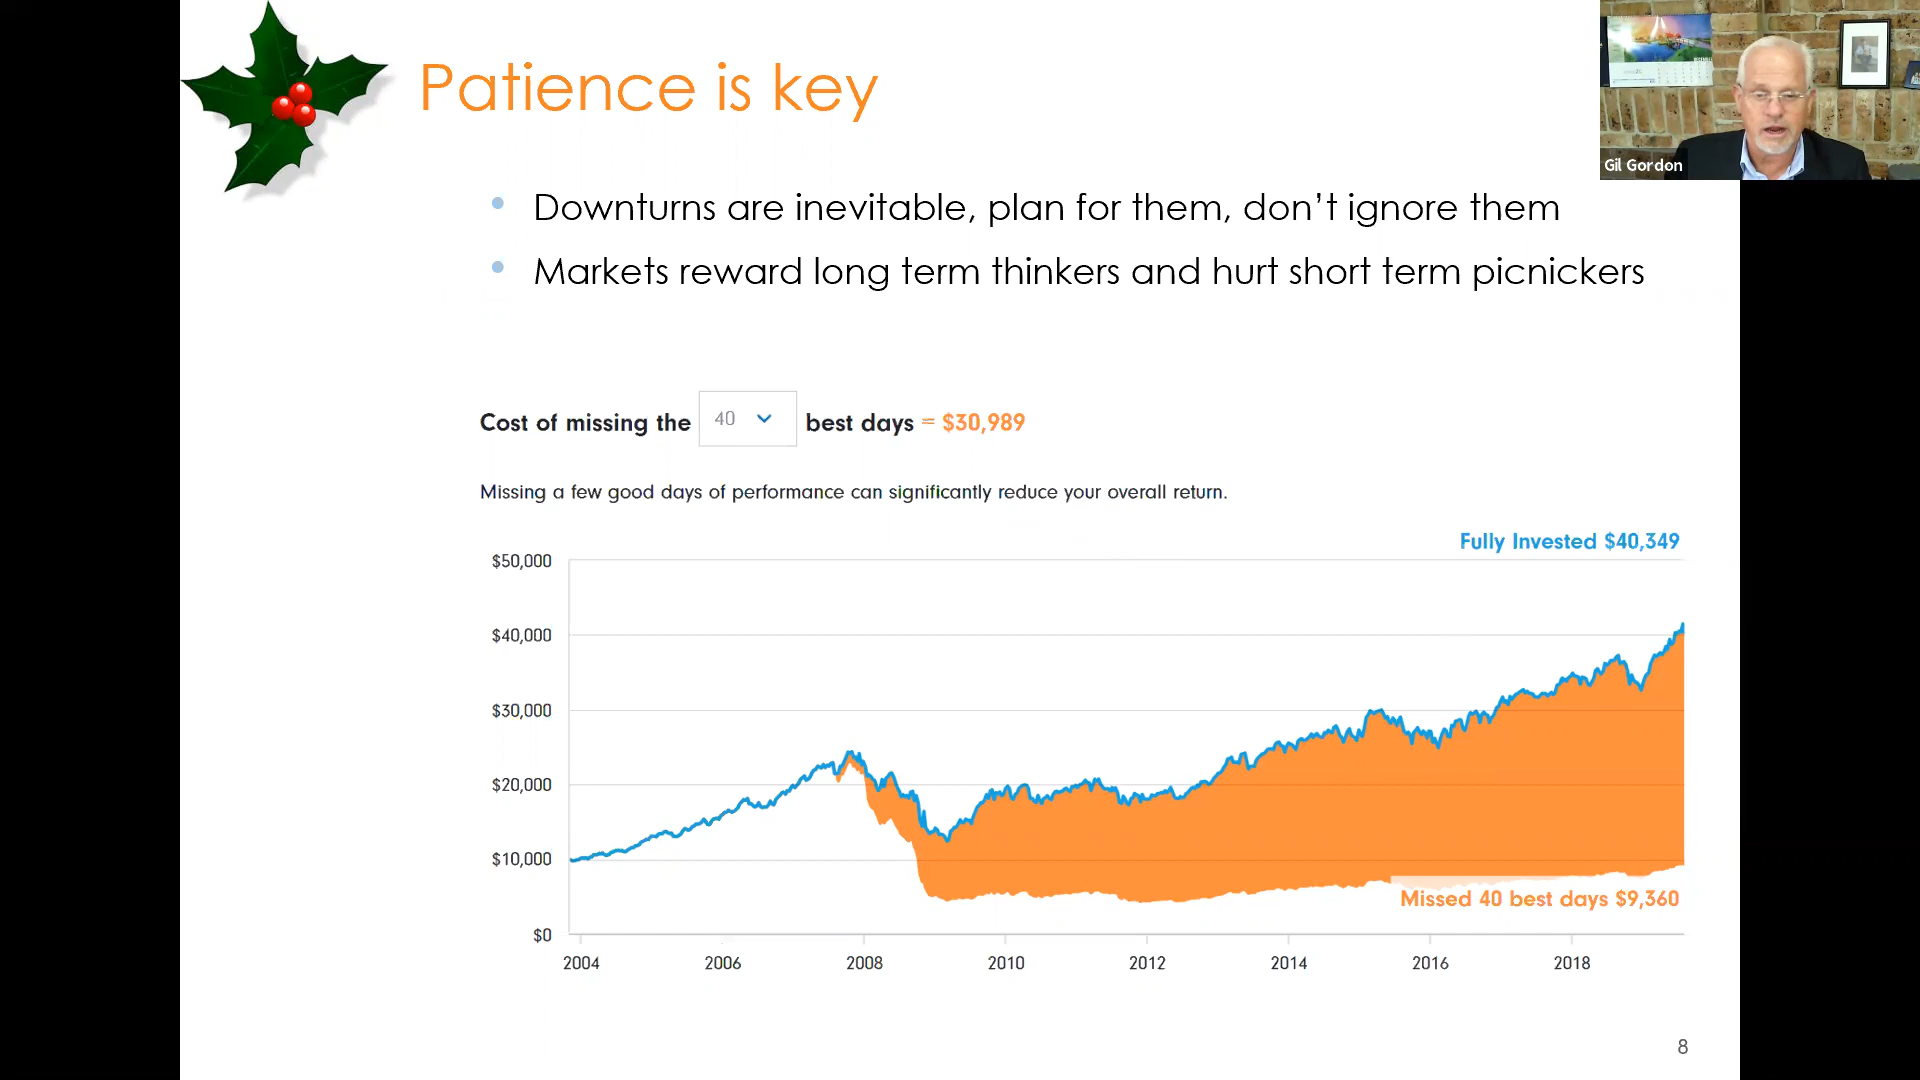 Patience is key
Gil Gordon
Downturns are inevitable, plan for them, don’t ignore them
Markets reward long term thinkers and hurt short term picnickers
Cost of missing the 40 best days = $30,989
Missing a few good days of performance can significantly reduce your overall return.
Fully Invested $40,349
$50,000
$40,000
$30,000
$20,000
$10,000
Missed 40 best days $9,360
$0
2004 2006 2008 2010 2012 2014 2016 2018
8